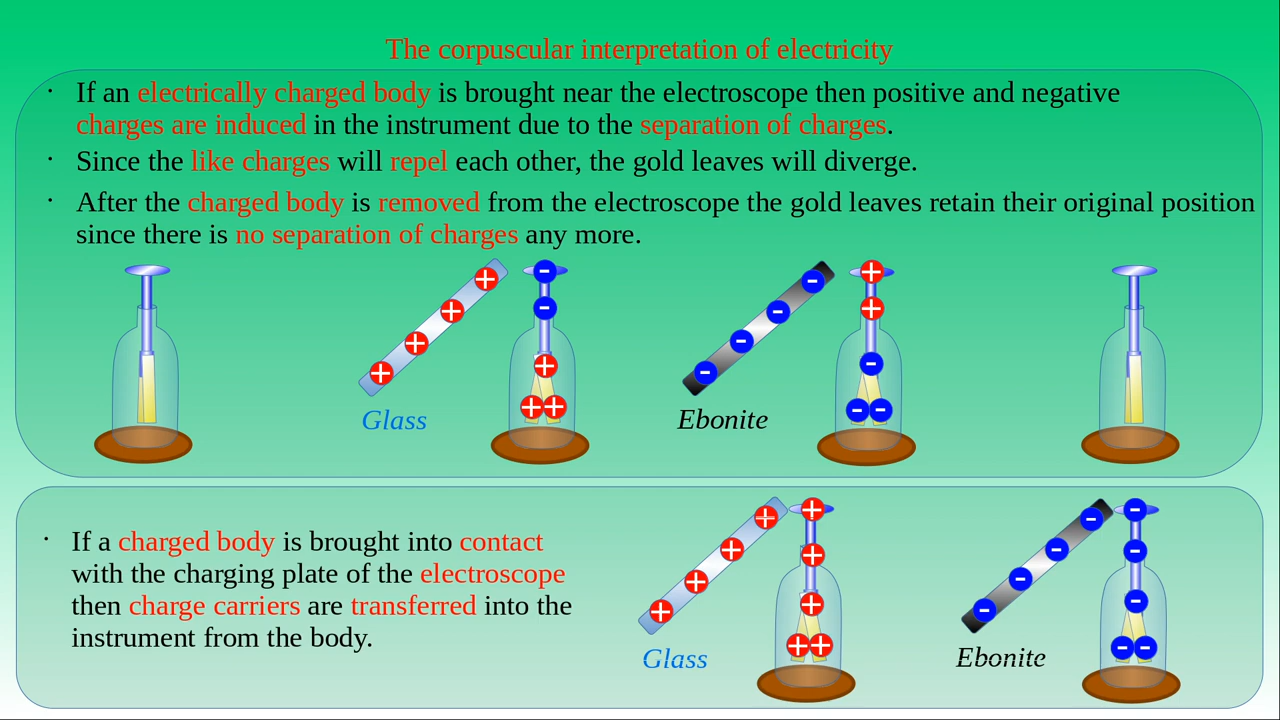 The corpuscular interpretation of electricity
· If an electrically charged body is brought near the electroscope then positive and negative
charges are induced in the instrument due to the separation of charges.
· Since the like charges will repel each other, the gold leaves will diverge.
· After the charged body is removed from the electroscope the gold leaves retain their original position
since there is no separation of charges any more.
Glass
Ebonite
· If a charged body is brought into contact
with the charging plate of the electroscope
then charge carriers are transferred into the
instrument from the body.
Glass
Ebonite